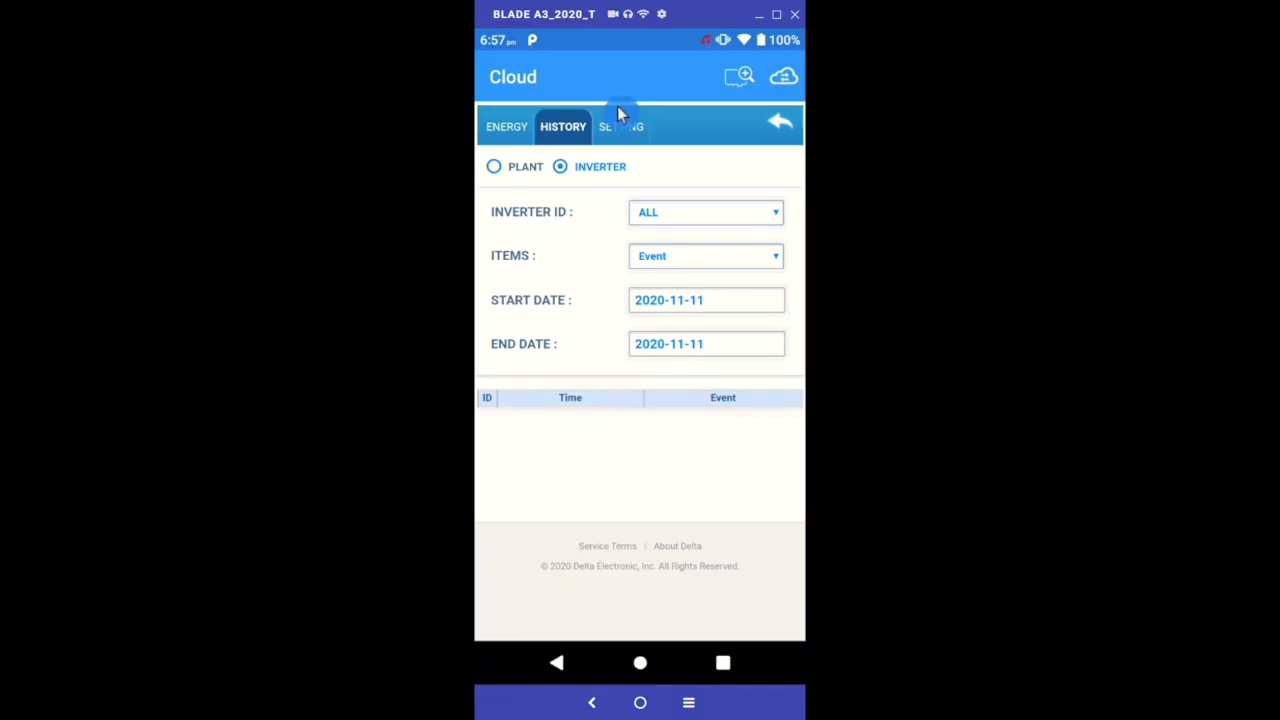 BLADE A3_2020_T
6:57pm 100%
Cloud
ENERGY HISTORY SETTING
PLANT INVERTER
INVERTER ID : ALL
ITEMS : Event
START DATE : 2020-11-11
END DATE : 2020-11-11
ID Time Event
Service Terms | About Delta
© 2020 Delta Electronic, Inc. All Rights Reserved.